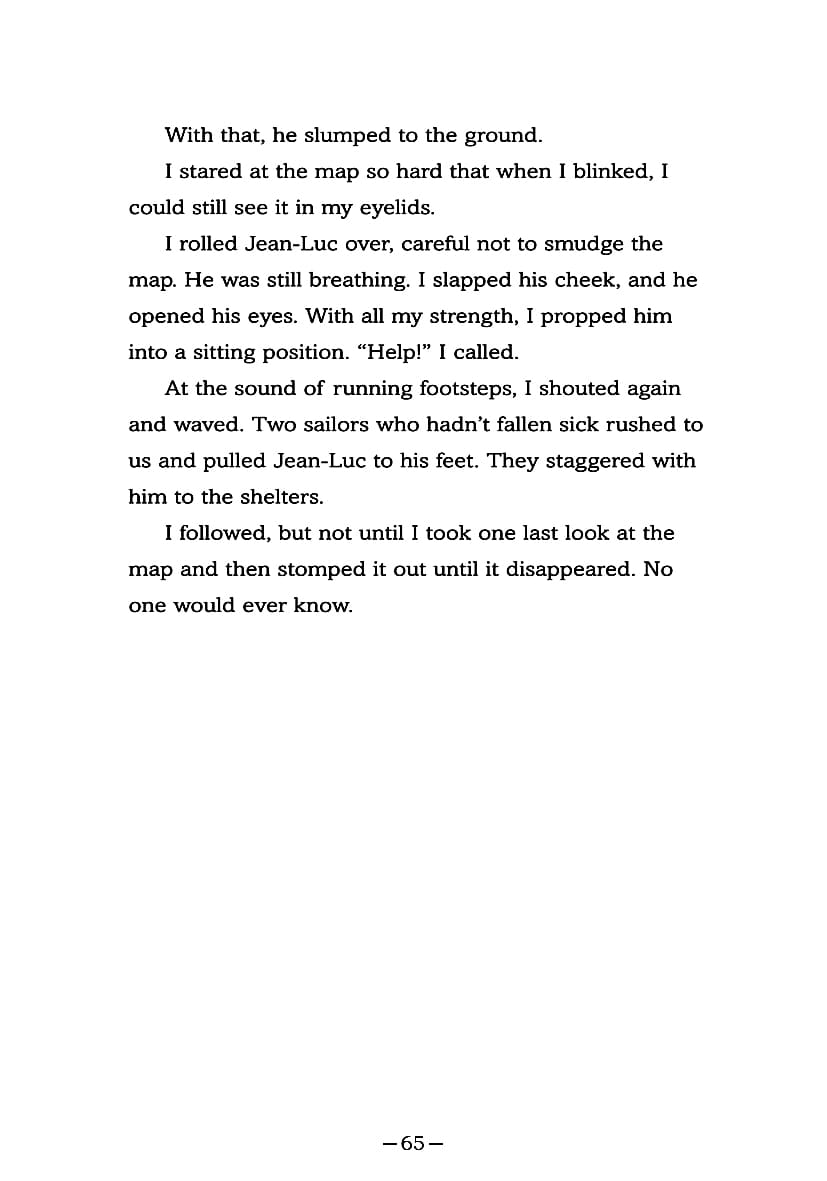 With that, he slumped to the ground.
I stared at the map so hard that when I blinked, I
could still see it in my eyelids.
I rolled Jean-Luc over, careful not to smudge the
map. He was still breathing. I slapped his cheek, and he
opened his eyes. With all my strength, I propped him
into a sitting position. “Help!” I called.
At the sound of running footsteps, I shouted again
and waved. Two sailors who hadn’t fallen sick rushed to
us and pulled Jean-Luc to his feet. They staggered with
him to the shelters.
I followed, but not until I took one last look at the
map and then stomped it out until it disappeared. No
one would ever know.
—65—